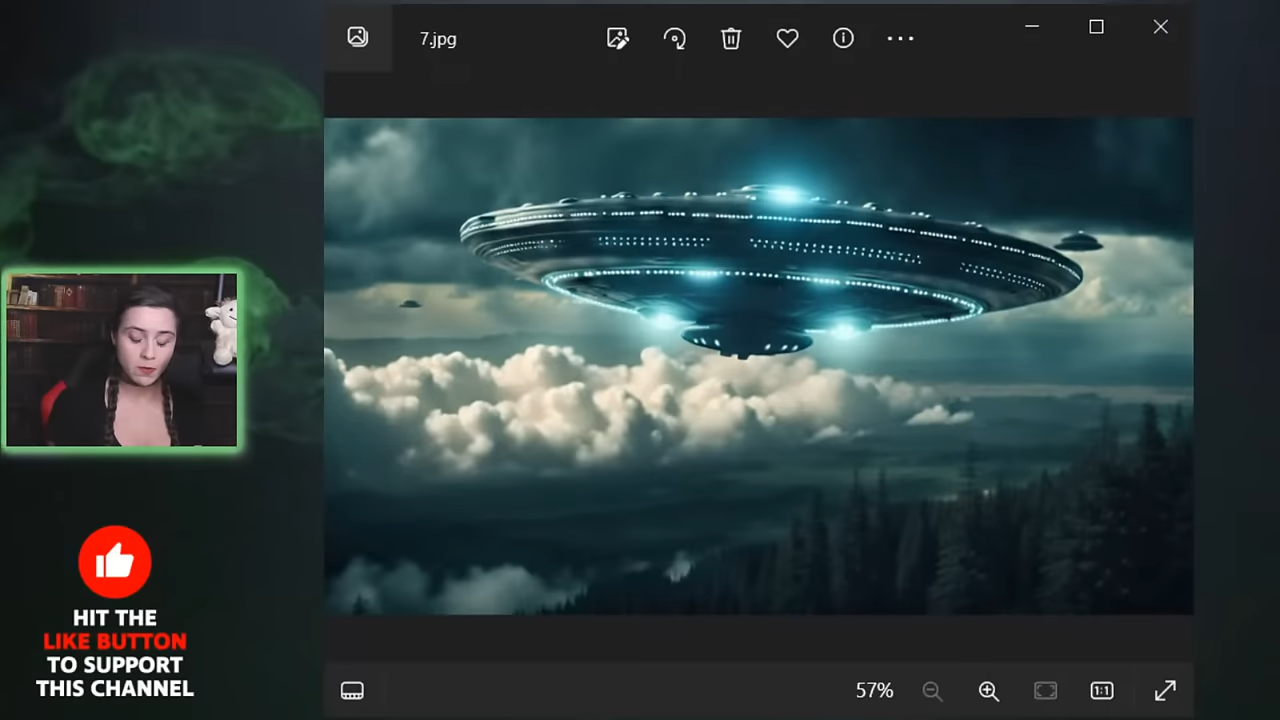 7.jpg
HIT THE
LIKE BUTTON
TO SUPPORT
THIS CHANNEL
57%
1:1